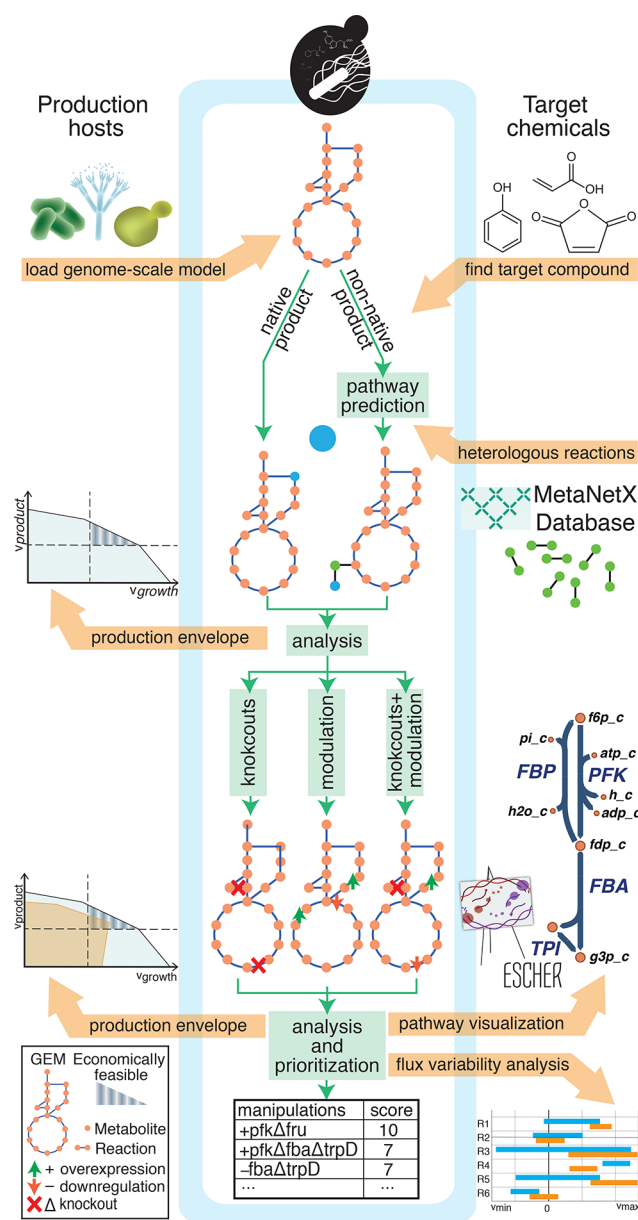 Production
hosts
Target
chemicals
O
OH
OH
O
O
O
load genome-scale model
find target compound
native
product
non-native
product
pathway
prediction
heterologous reactions
MetaNetX
Database
vproduct
vgrowth
production envelope
analysis
knokcouts
modulation
knokcouts+
modulation
f6p_c
pi_c
atp_c
FBP
PFK
h_c
h2o_c
adp_c
fdp_c
FBA
TPI
g3p_c
ESCHER
vproduct
vgrowth
production envelope
analysis
and
prioritization
pathway visualization
flux variability analysis
GEM
Economically
feasible
Metabolite
Reaction
+ overexpression
− downregulation
Δ knockout
manipulations score
+pfkΔfru 10
+pfkΔfbaΔtrpD 7
−fbaΔtrpD 7
... ...
R1
R2
R3
R4
R5
R6
vmin 0 vmax